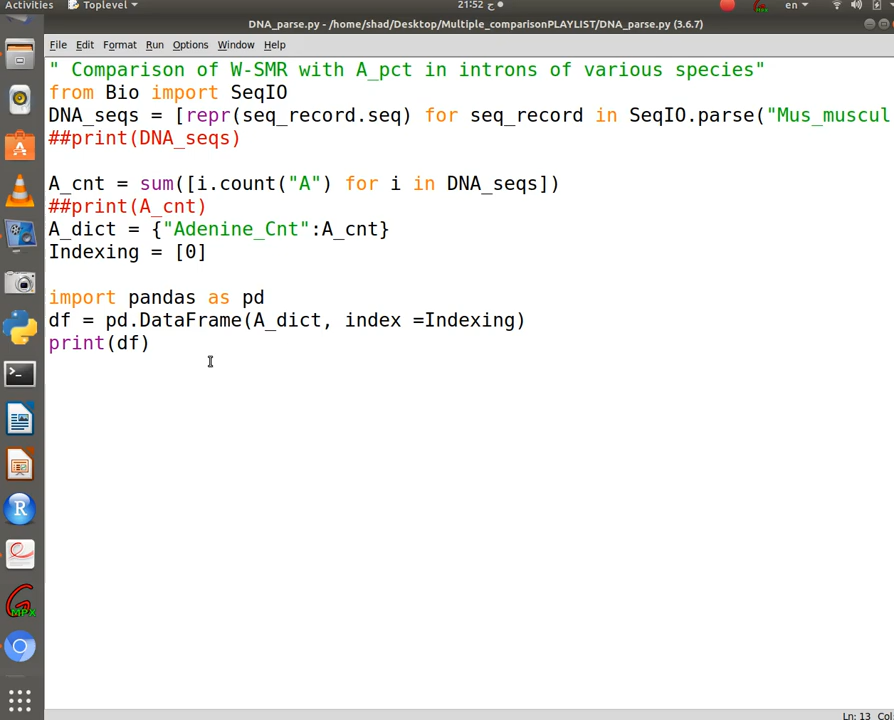 Activities Toplevel 21:52 ج en
DNA_parse.py - /home/shad/Desktop/Multiple_comparisonPLAYLIST/DNA_parse.py (3.6.7)
File Edit Format Run Options Window Help
" Comparison of W-SMR with A_pct in introns of various species"
from Bio import SeqIO
DNA_seqs = [repr(seq_record.seq) for seq_record in SeqIO.parse("Mus_muscul
##print(DNA_seqs)
A_cnt = sum([i.count("A") for i in DNA_seqs])
##print(A_cnt)
A_dict = {"Adenine_Cnt":A_cnt}
Indexing = [0]
import pandas as pd
df = pd.DataFrame(A_dict, index =Indexing)
print(df)
R
MPX
Ln: 13 Col